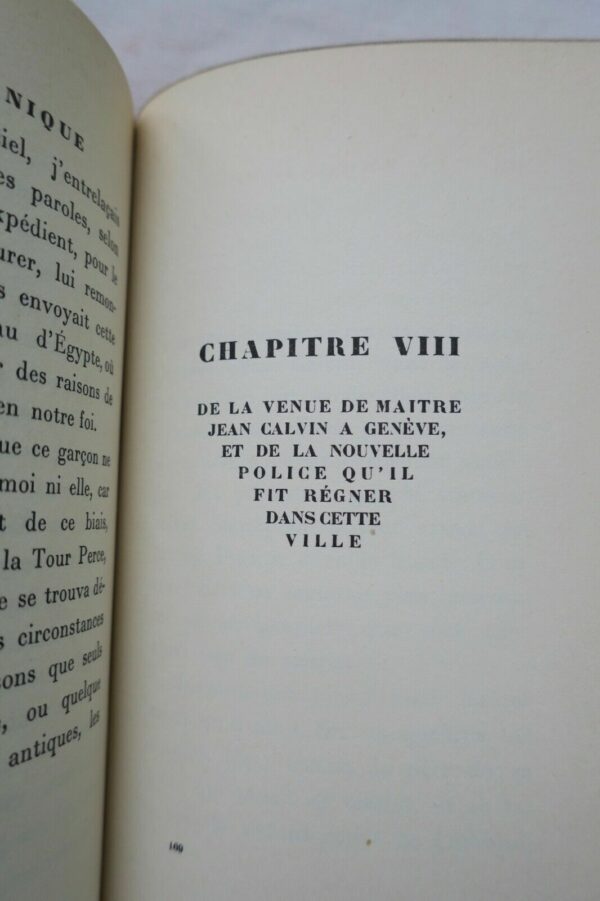 NIQUE
iel, j'entrelaçais
es paroles, selon
xpédient, pour le
urer, lui remon-
s envoyait cette
au d'Égypte, où
r des raisons de
en notre foi.
ue ce garçon ne
moi ni elle, car
t de ce biais,
la Tour Perce,
e se trouva dé-
s circonstances
sons que seuls
, ou quelque
antiques, les
CHAPITRE VIII
DE LA VENUE DE MAITRE
JEAN CALVIN A GENÈVE,
ET DE LA NOUVELLE
POLICE QU'IL
FIT RÉGNER
DANS CETTE
VILLE
169